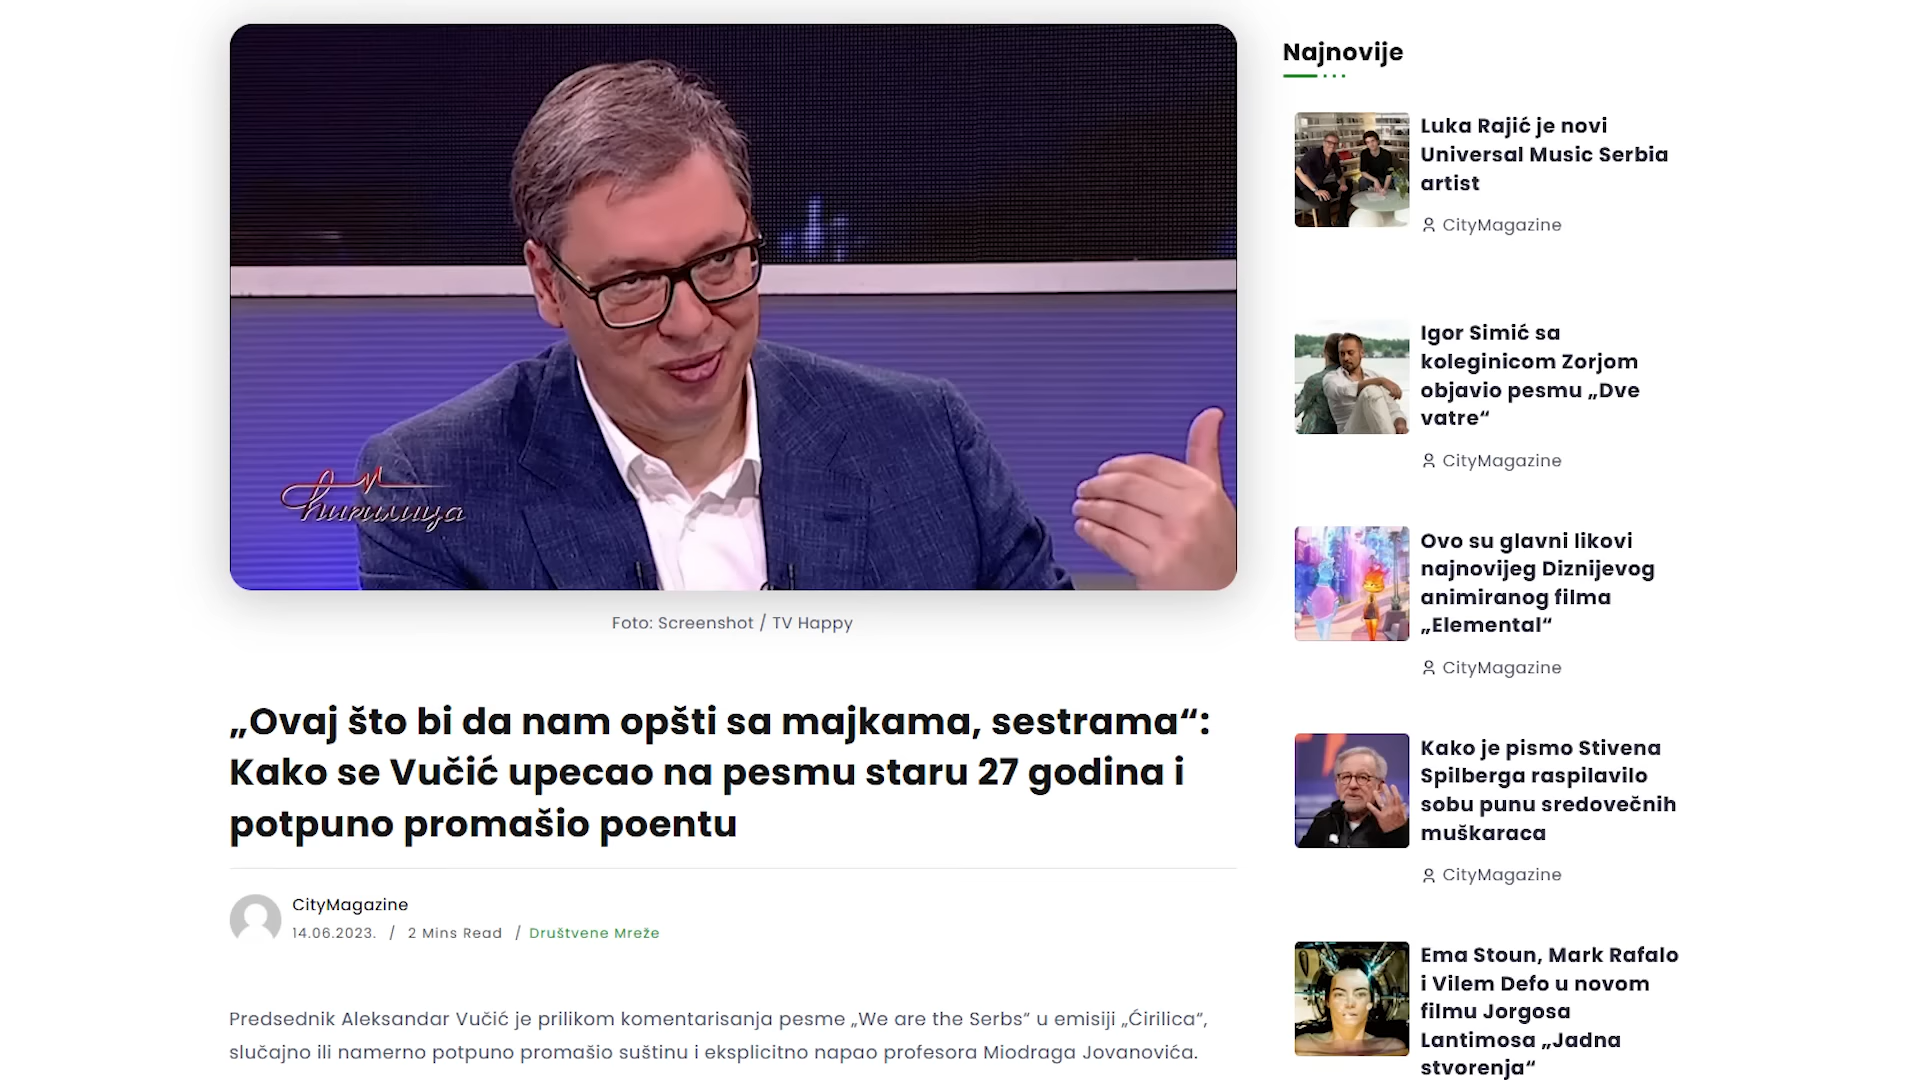 Ћирилица
Foto: Screenshot / TV Happy
„Ovaj što bi da nam opšti sa majkama, sestrama“:
Kako se Vučić upecao na pesmu staru 27 godina i
potpuno promašio poentu
CityMagazine
14.06.2023. / 2 Mins Read / Društvene Mreže
Predsednik Aleksandar Vučić je prilikom komentarisanja pesme „We are the Serbs“ u emisiji „Ćirilica“,
slučajno ili namerno potpuno promašio suštinu i eksplicitno napao profesora Miodraga Jovanovića.
Najnovije
Luka Rajić je novi
Universal Music Serbia
artist
CityMagazine
Igor Simić sa
koleginicom Zorjom
objavio pesmu „Dve
vatre“
CityMagazine
Ovo su glavni likovi
najnovijeg Diznijevog
animiranog filma
„Elemental“
CityMagazine
Kako je pismo Stivena
Spilberga raspilavilo
sobu punu sredovečnih
muškaraca
CityMagazine
Ema Stoun, Mark Rafalo
i Vilem Defo u novom
filmu Jorgosa
Lantimosa „Jadna
stvorenja“